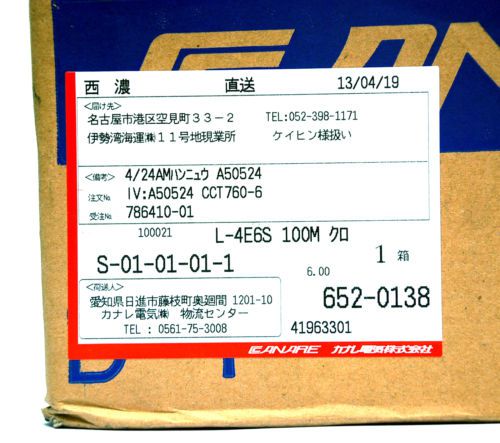 CANA
西 濃 直送 13/04/19
<届け先>
名古屋市港区空見町33-2 TEL:052-398-1171
伊勢湾海運㈱11号地現業所 ケイヒン様扱い
<備考> 4/24AMハンニュウ A50524
注文No. IV:A50524 CCT760-6
受注No. 786410-01
100021 L-4E6S 100M クロ
S-01-01-01-1 6.00 1 箱
<荷送人> 652-0138
愛知県日進市藤枝町奥廻間 1201-10
カナレ電気㈱ 物流センター
TEL : 0561-75-3008 41963301
CANARE カナレ電気株式会社